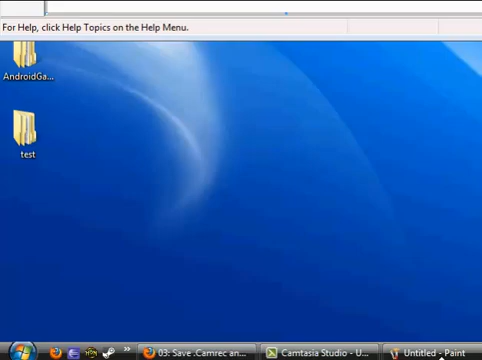 For Help, click Help Topics on the Help Menu.
AndroidGa...
test
03: Save .Camrec an...
Camtasia Studio - U...
Untitled - Paint